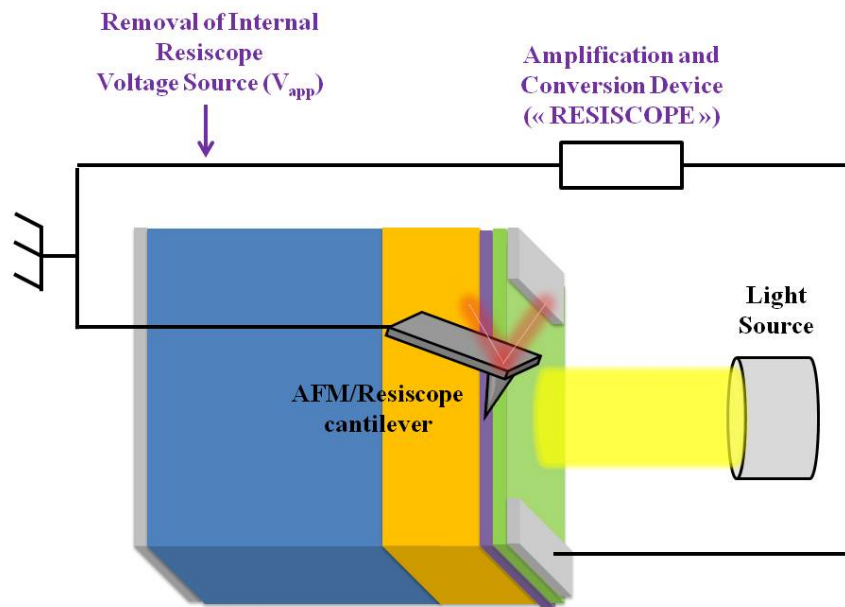 Removal of Internal
Resiscope
Voltage Source (Vapp)
Amplification and
Conversion Device
(« RESISCOPE »)
Light
Source
AFM/Resiscope
cantilever